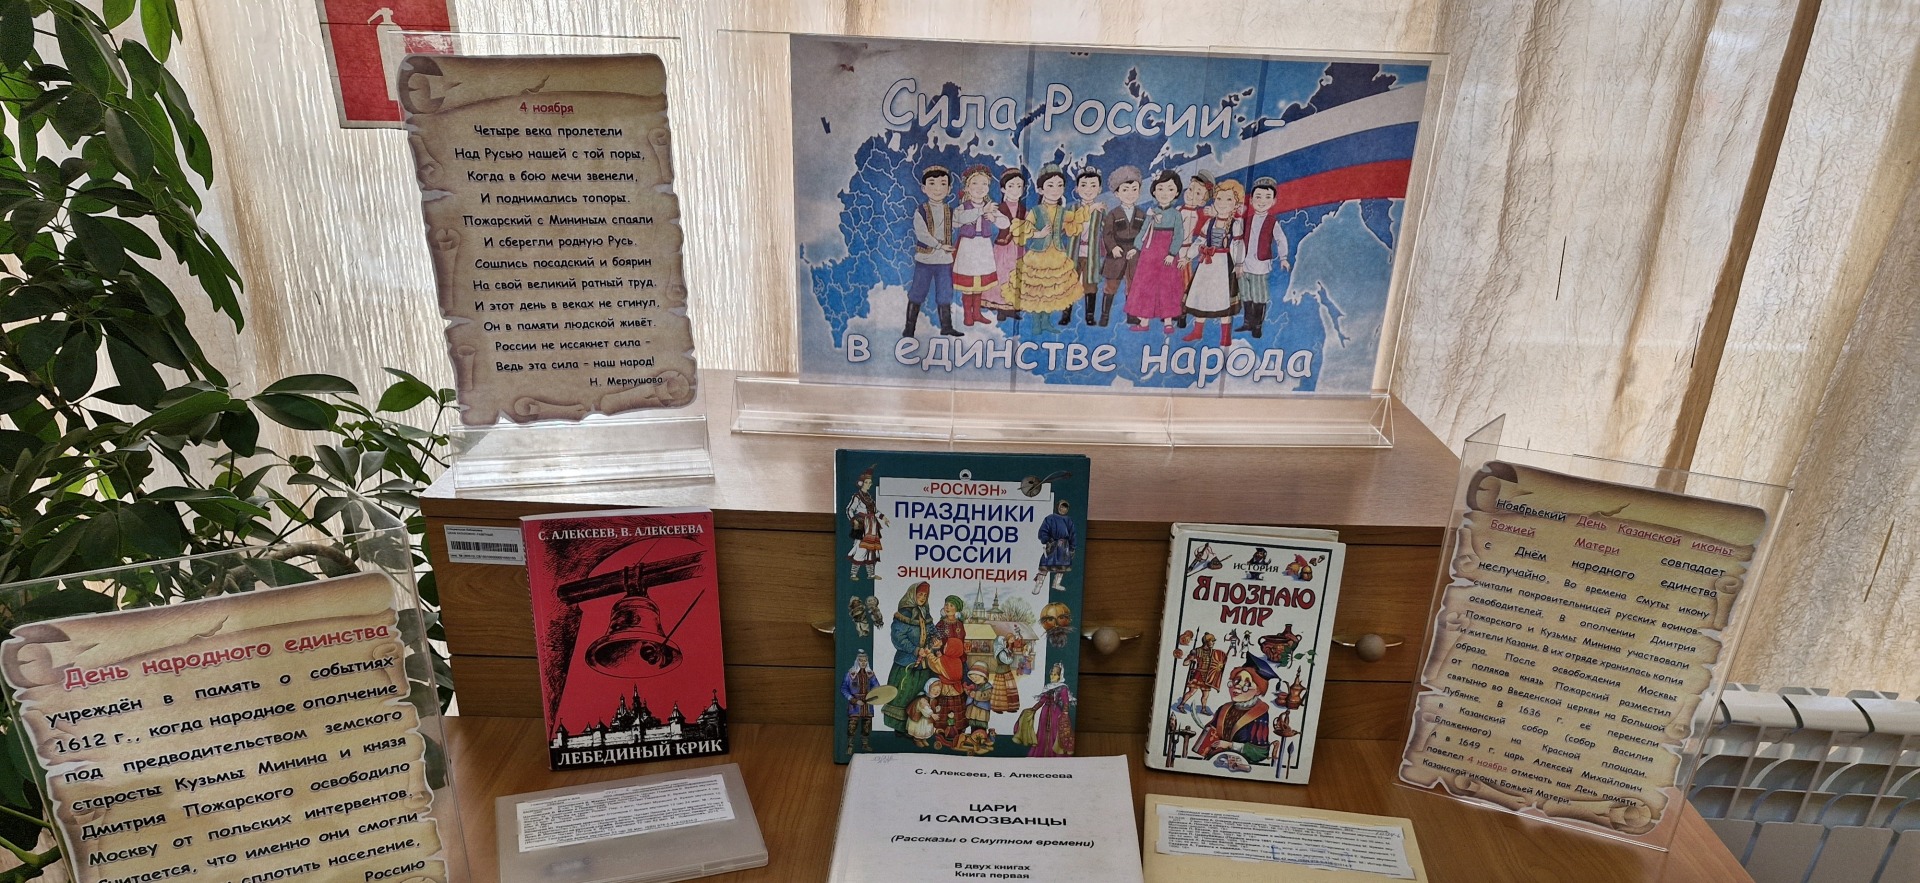 4 ноября
Четыре века пролетели
Над Русью нашей с той поры,
Когда в бою мечи звенели,
И поднимались топоры.
Пожарский с Мининым спаяли
И сберегли родную Русь.
Сошлись посадский и боярин
На свой великий ратный труд.
И этот день в веках не сгинул,
Он в памяти людской живёт.
России не иссякнет сила –
Ведь эта сила – наш народ!
Н. Меркушова
Сила России -
в единстве народа
День народного единства
учреждён в память о событиях
1612 г., когда народное ополчение
под предводительством земского
старосты Кузьмы Минина и князя
Дмитрия Пожарского освободило
Москву от польских интервентов.
Считается, что именно они смогли
сплотить население,
Россию
С. АЛЕКСЕЕВ, В. АЛЕКСЕЕВА
ЛЕБЕДИНЫЙ КРИК
«РОСМЭН»
ПРАЗДНИКИ
НАРОДОВ
РОССИИ
ЭНЦИКЛОПЕДИЯ
ИСТОРИЯ
Я ПОЗНАЮ
МИР
С. Алексеев, В. Алексеева
ЦАРИ
И САМОЗВАНЦЫ
(Рассказы о Смутном времени)
В двух книгах
Книга первая
Ноябрьский День Казанской иконы
Божией Матери совпадает
с Днём народного единства
неслучайно. Во времена Смуты икону
считали покровительницей русских воинов-
освободителей. В ополчении Дмитрия
Пожарского и Кузьмы Минина участвовали
и жители Казани. В их отряде хранилась копия
образа. После освобождения Москвы
от поляков князь Пожарский разместил
святыню во Введенской церкви на Большой
Лубянке. В 1636 г. её перенесли
в Казанский собор (собор Василия
Блаженного) на Красной площади.
А в 1649 г. царь Алексей Михайлович
повелел 4 ноября отмечать как День памяти
Казанской иконы Божьей Матери.